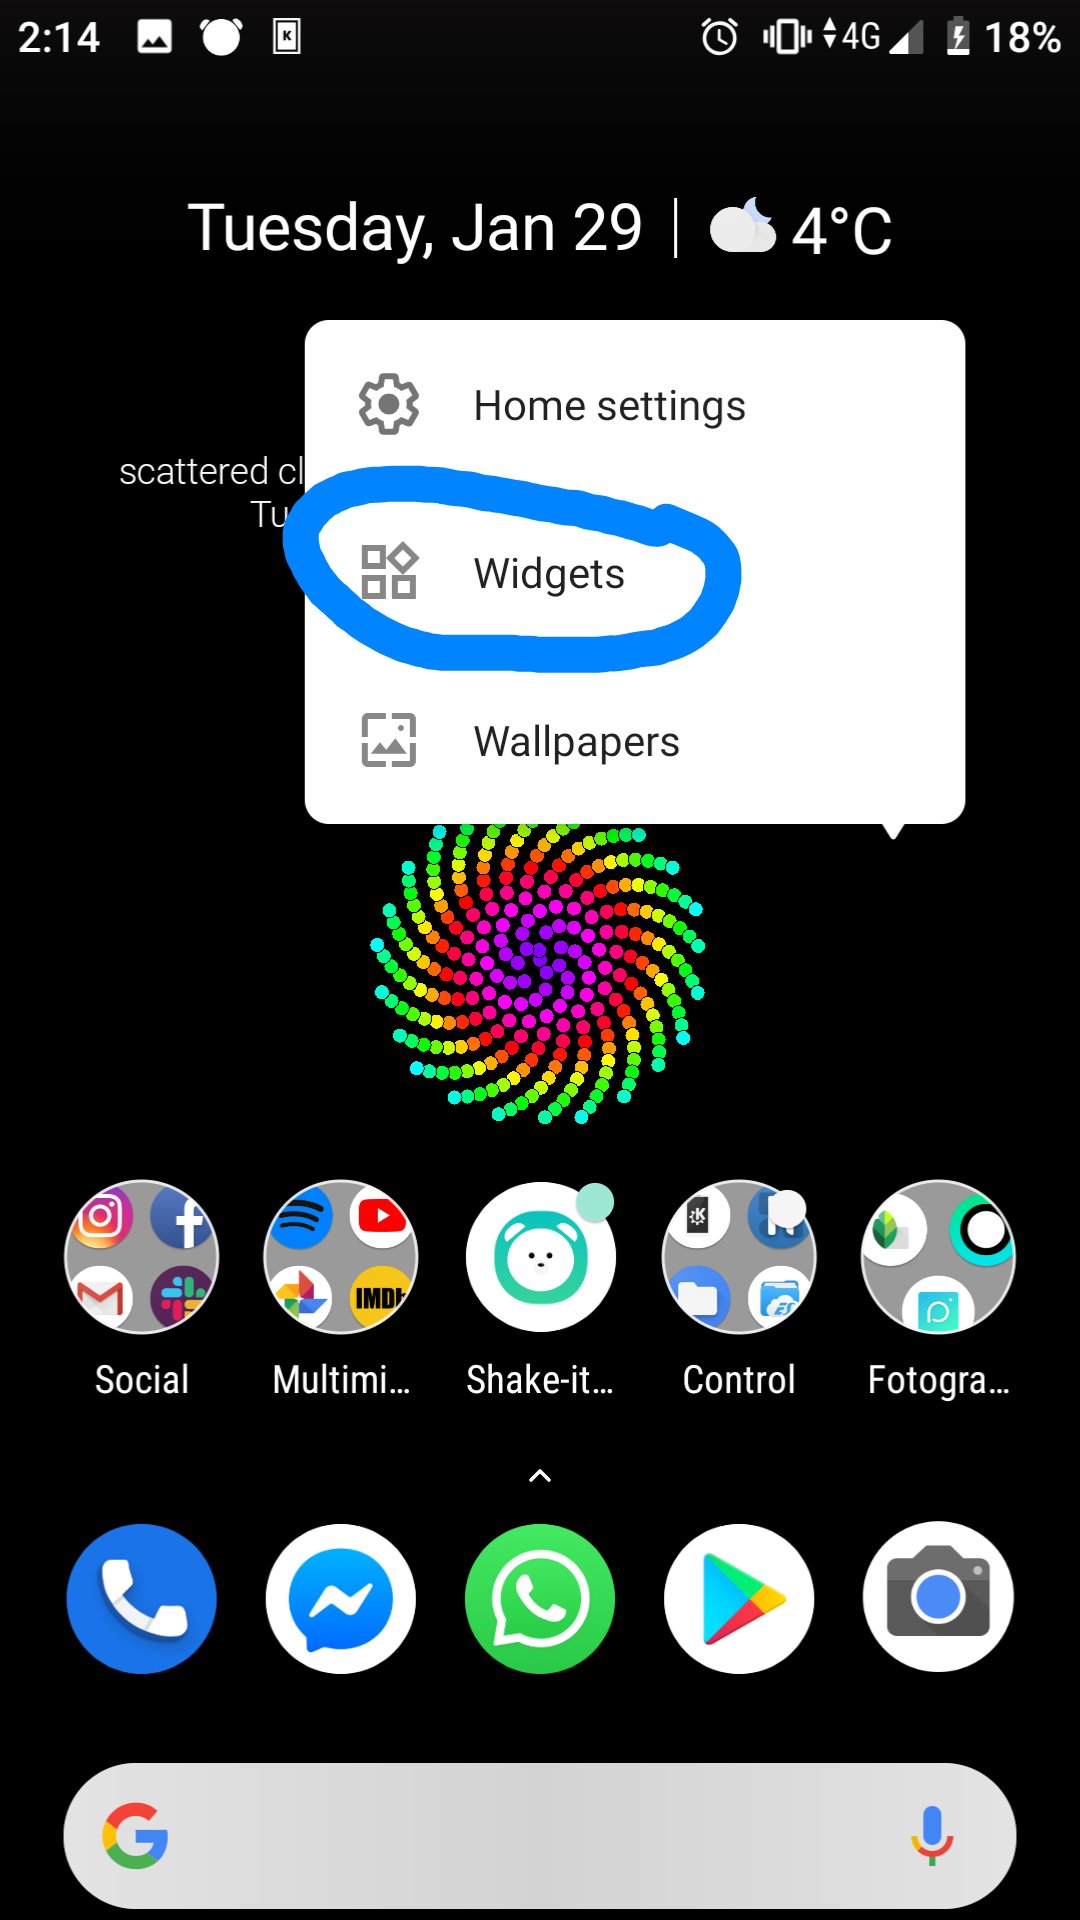 2:14 4G 18%
Tuesday, Jan 29 4°C
Home settings
scattered cl
Tu
Widgets
Wallpapers
IMDb
Social Multimi... Shake-it... Control Fotogra...